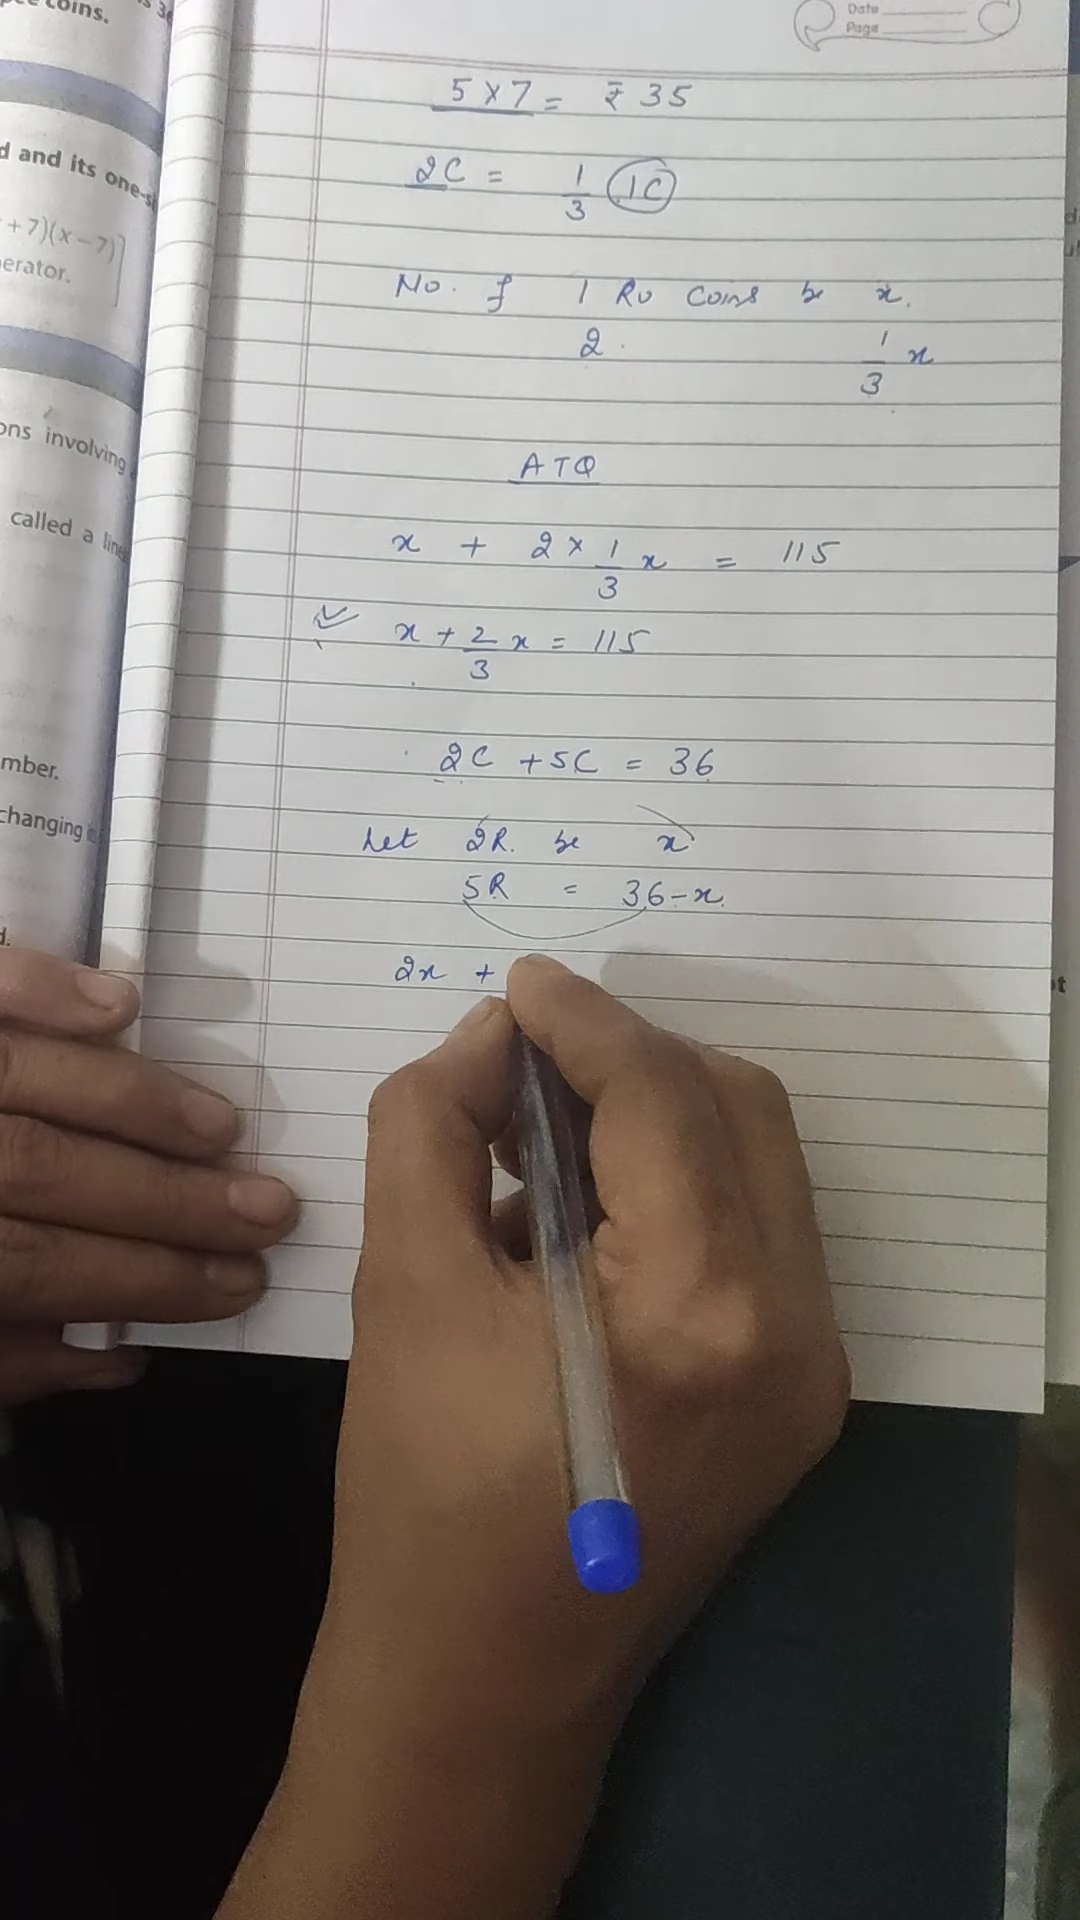 coins.
Date
Page
d and its one-s
+7)(x-7)]
erator.
ons involving
called a line
mber.
changing
d.
5 x 7 = ₹ 35
2C = 1/3 1C
No. of 1 Ru coins be x.
2. 1/3 x
ATQ
x + 2 x 1/3 x = 115
x + 2/3 x = 115
2C + 5C = 36
Let 2R. be x
5R = 36-x.
2x +